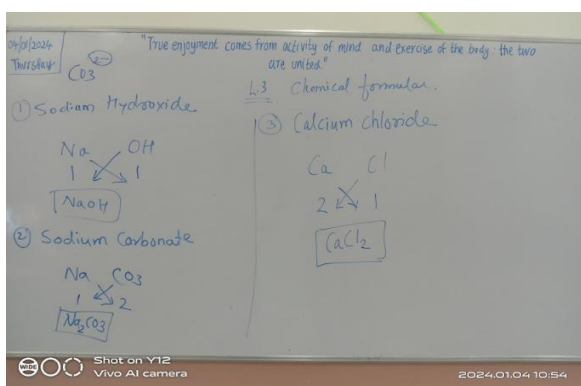 04/01/2024
Thursday
"True enjoyment comes from activity of mind and exercise of the body : the two
are united"
CO3 2-
L.3 Chemical formulae.
① Sodium Hydroxide
Na OH
1 1
NaOH
② Sodium Carbonate
Na CO3
1 2
Na2CO3
③ Calcium chloride
Ca Cl
2 1
CaCl2
WIDE
Shot on Y12
Vivo AI camera
2024.01.04 10:54